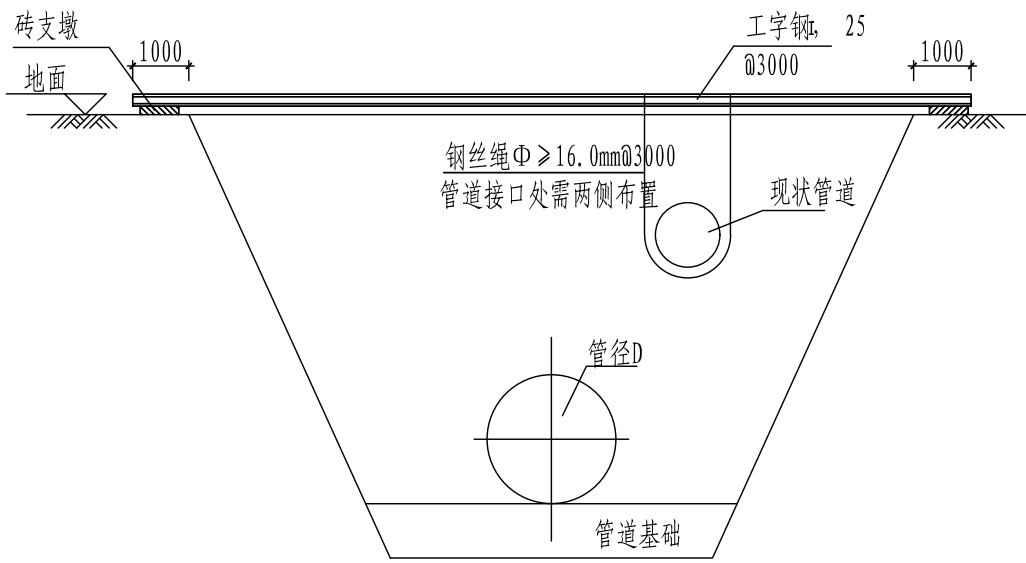 砖支墩
1000
工字钢I, 25
@3000
1000
地面
钢丝绳Φ≥16.0mm@3000
管道接口处需两侧布置
现状管道
管径D
管道基础